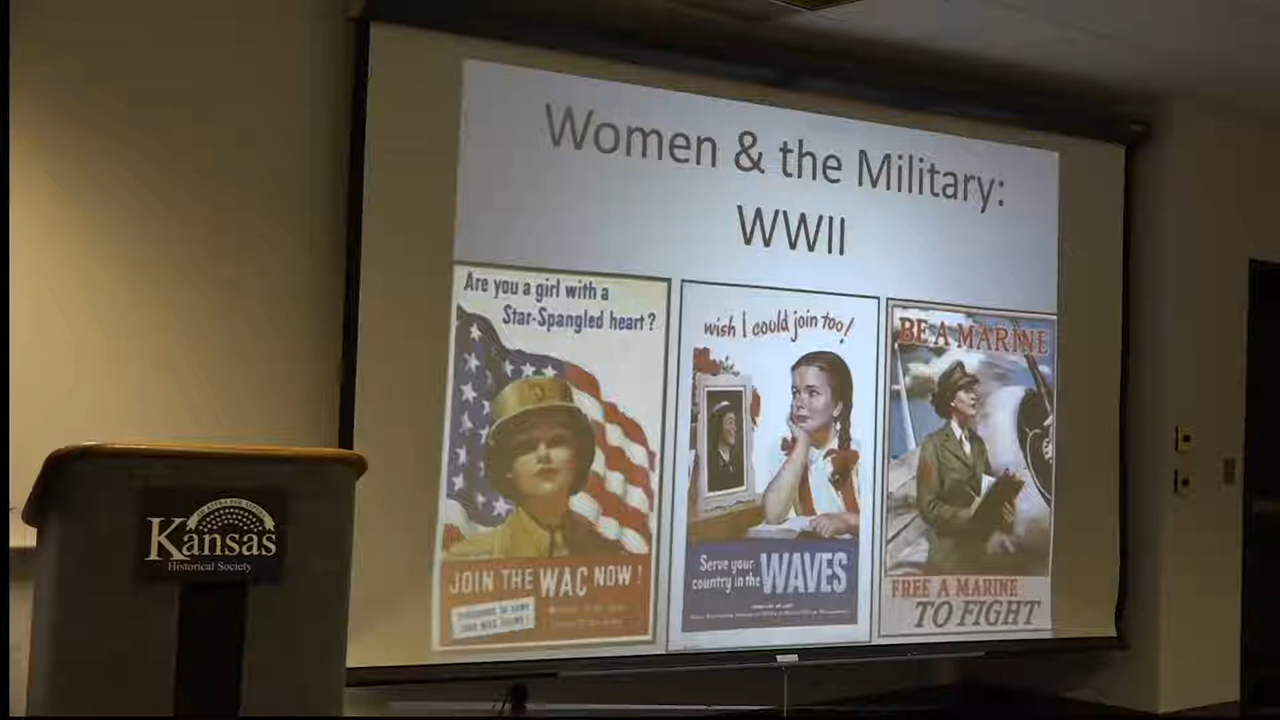 Women & the Military:
WWII
Are you a girl with a
Star-Spangled heart?
JOIN THE WAC NOW!
wish I could join too!
Serve your
country in the WAVES
BE A MARINE
FREE A MARINE
TO FIGHT
Kansas
Historical Society